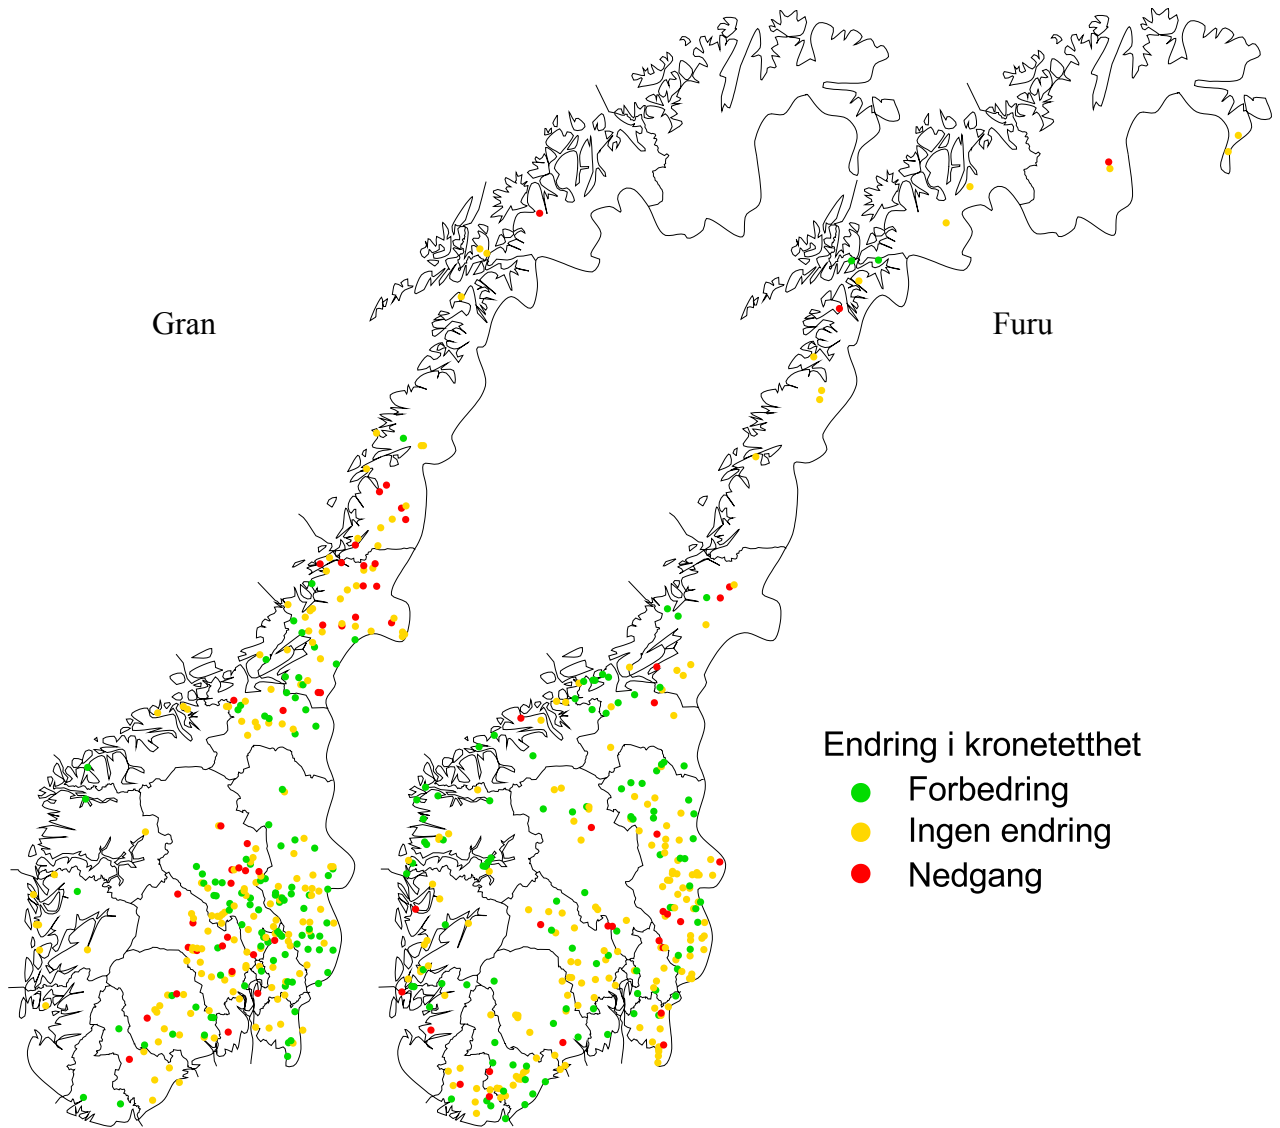 Gran
Furu
Endring i kronetetthet
Forbedring
Ingen endring
Nedgang